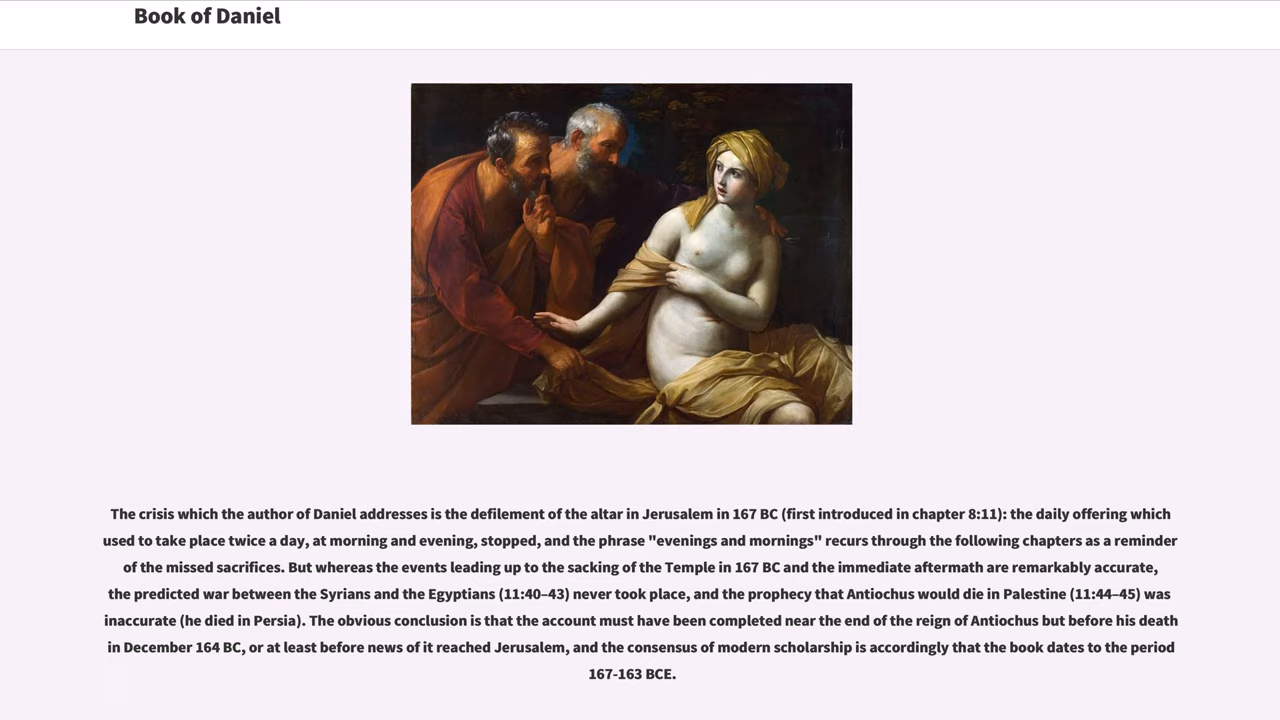 Book of Daniel
The crisis which the author of Daniel addresses is the defilement of the altar in Jerusalem in 167 BC (first introduced in chapter 8:11): the daily offering which
used to take place twice a day, at morning and evening, stopped, and the phrase "evenings and mornings" recurs through the following chapters as a reminder
of the missed sacrifices. But whereas the events leading up to the sacking of the Temple in 167 BC and the immediate aftermath are remarkably accurate,
the predicted war between the Syrians and the Egyptians (11:40–43) never took place, and the prophecy that Antiochus would die in Palestine (11:44–45) was
inaccurate (he died in Persia). The obvious conclusion is that the account must have been completed near the end of the reign of Antiochus but before his death
in December 164 BC, or at least before news of it reached Jerusalem, and the consensus of modern scholarship is accordingly that the book dates to the period
167-163 BCE.